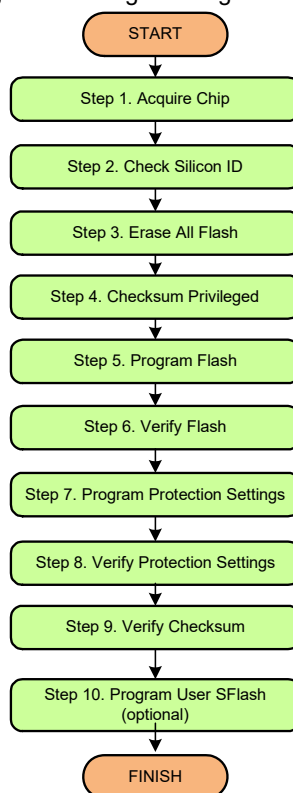 START
Step 1. Acquire Chip
Step 2. Check Silicon ID
Step 3. Erase All Flash
Step 4. Checksum Privileged
Step 5. Program Flash
Step 6. Verify Flash
Step 7. Program Protection Settings
Step 8. Verify Protection Settings
Step 9. Verify Checksum
Step 10. Program User SFlash
(optional)
FINISH